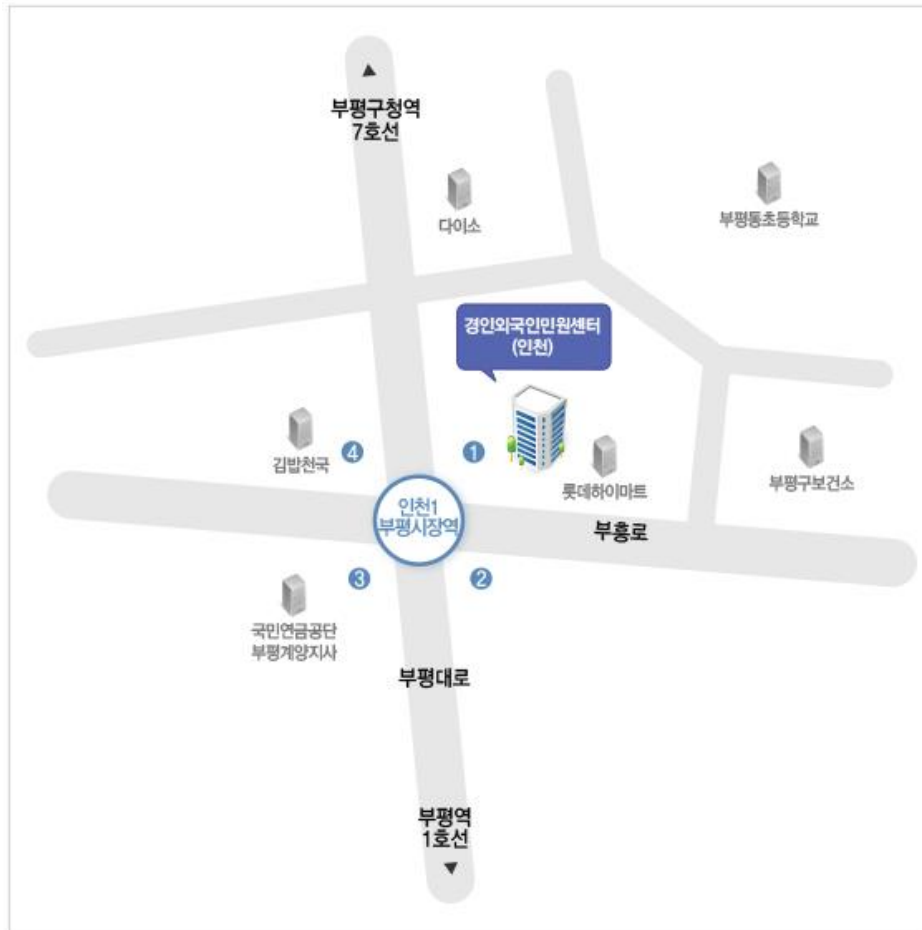 부평구청역
7호선
다이소
부평동초등학교
경인외국인민원센터
(인천)
김밥천국
4
1
롯데하이마트
부평구보건소
인천1
부평시장역
부흥로
3
2
국민연금공단
부평계양지사
부평대로
부평역
1호선